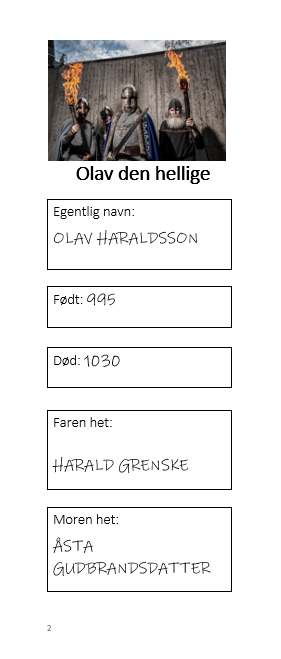 Olav den hellige
Egentlig navn:
OLAV HARALDSSON
Født: 995
Død: 1030
Faren het:
HARALD GRENSKE
Moren het:
ÅSTA
GUDBRANDSDATTER
2